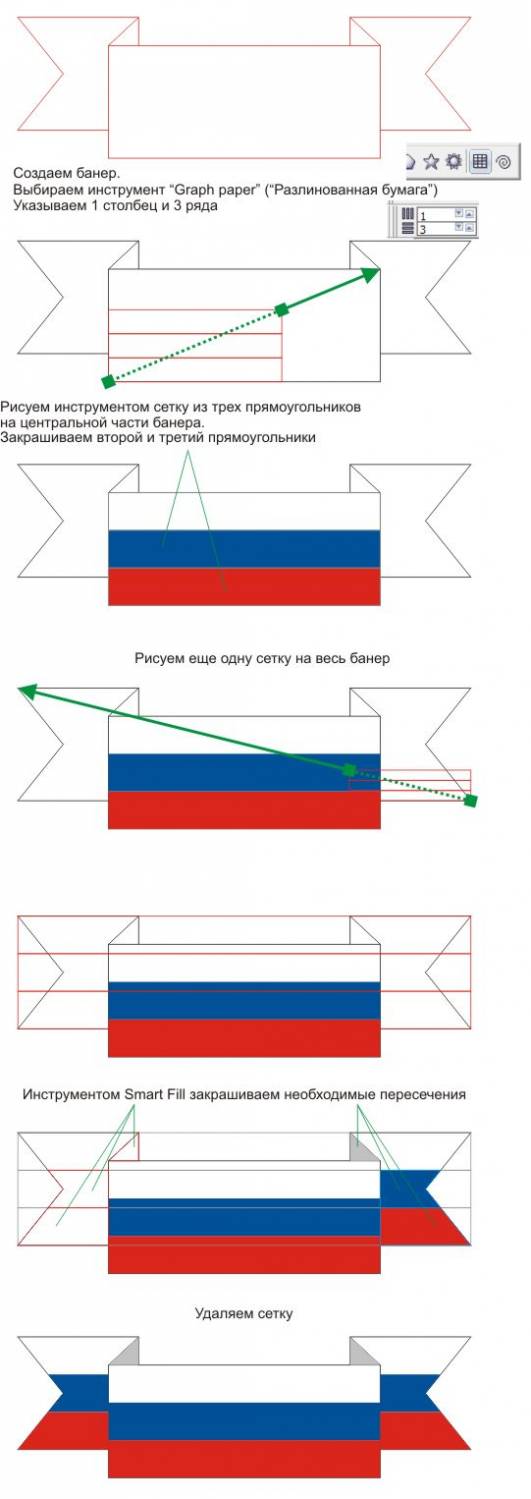 Создаем банер.
Выбираем инструмент “Graph paper” (“Разлинованная бумага”)
Указываем 1 столбец и 3 ряда
1
3
Рисуем инструментом сетку из трех прямоугольников
на центральной части банера.
Закрашиваем второй и третий прямоугольники
Рисуем еще одну сетку на весь банер
Инструментом Smart Fill закрашиваем необходимые пересечения
Удаляем сетку